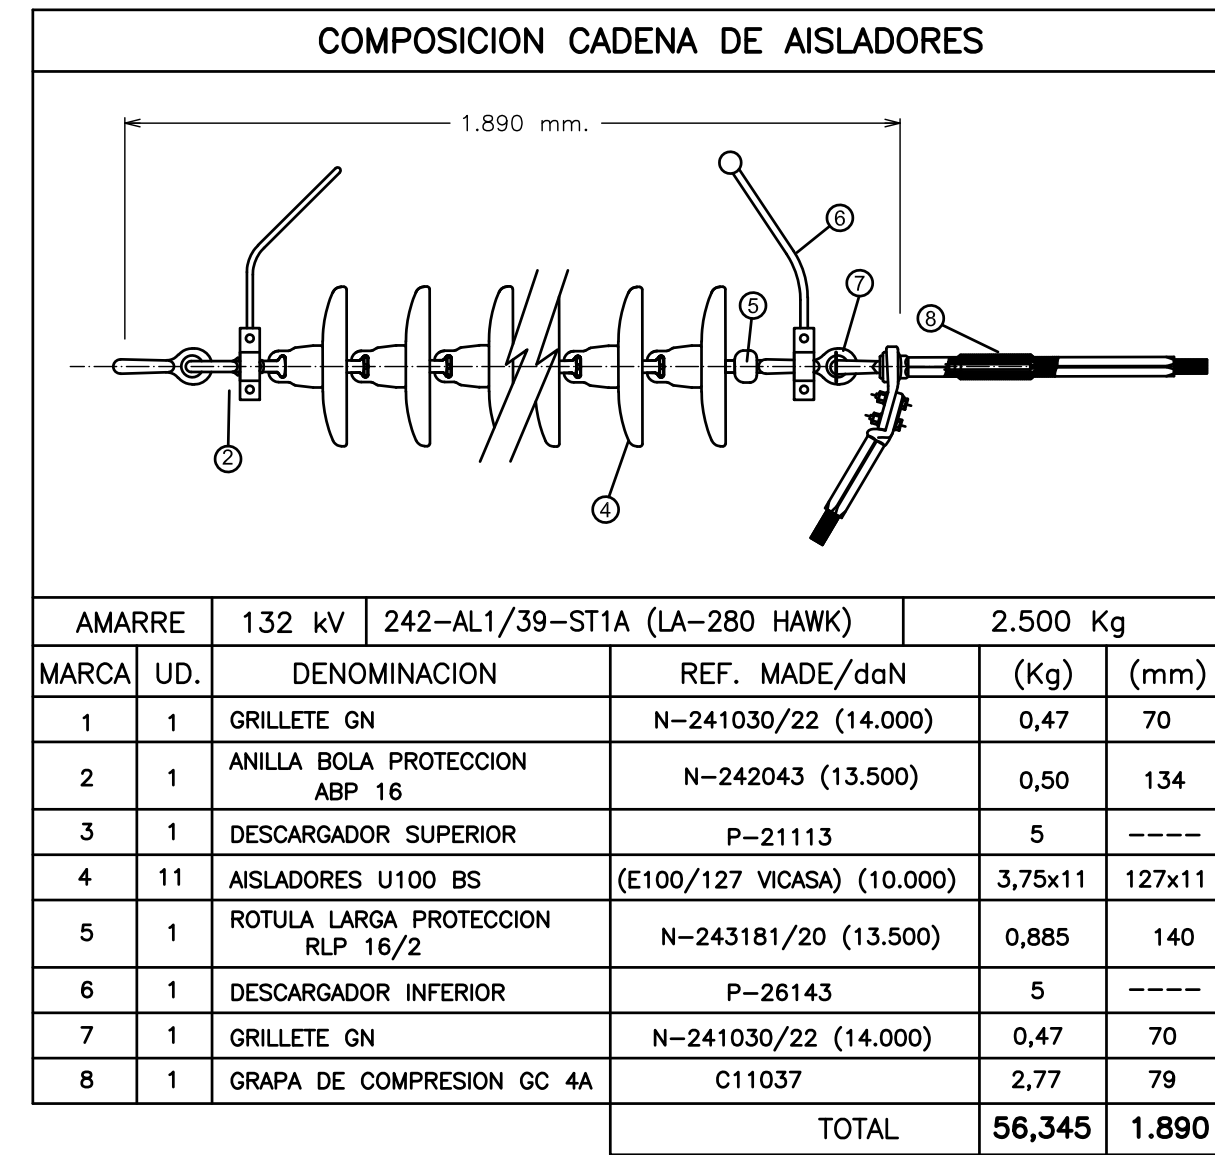 COMPOSICION CADENA DE AISLADORES
1.890 mm.
6
7
5
8
2
4
AMARRE 132 kV 242-AL1/39-ST1A (LA-280 HAWK) 2.500 Kg
MARCA UD. DENOMINACION REF. MADE/daN (Kg) (mm)
1 1 GRILLETE GN N-241030/22 (14.000) 0,47 70
2 1 ANILLA BOLA PROTECCION ABP 16 N-242043 (13.500) 0,50 134
3 1 DESCARGADOR SUPERIOR P-21113 5 ----
4 11 AISLADORES U100 BS (E100/127 VICASA) (10.000) 3,75x11 127x11
5 1 ROTULA LARGA PROTECCION RLP 16/2 N-243181/20 (13.500) 0,885 140
6 1 DESCARGADOR INFERIOR P-26143 5 ----
7 1 GRILLETE GN N-241030/22 (14.000) 0,47 70
8 1 GRAPA DE COMPRESION GC 4A C11037 2,77 79
TOTAL 56,345 1.890